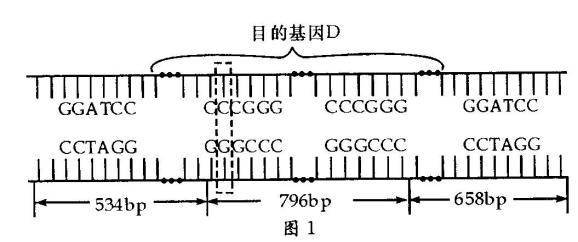 目的基因D
GGATCC CCCGGG CCCGGG GGATCC
CCTAGG GGGCCC GGGCCC CCTAGG
534bp 796bp 658bp
图 1